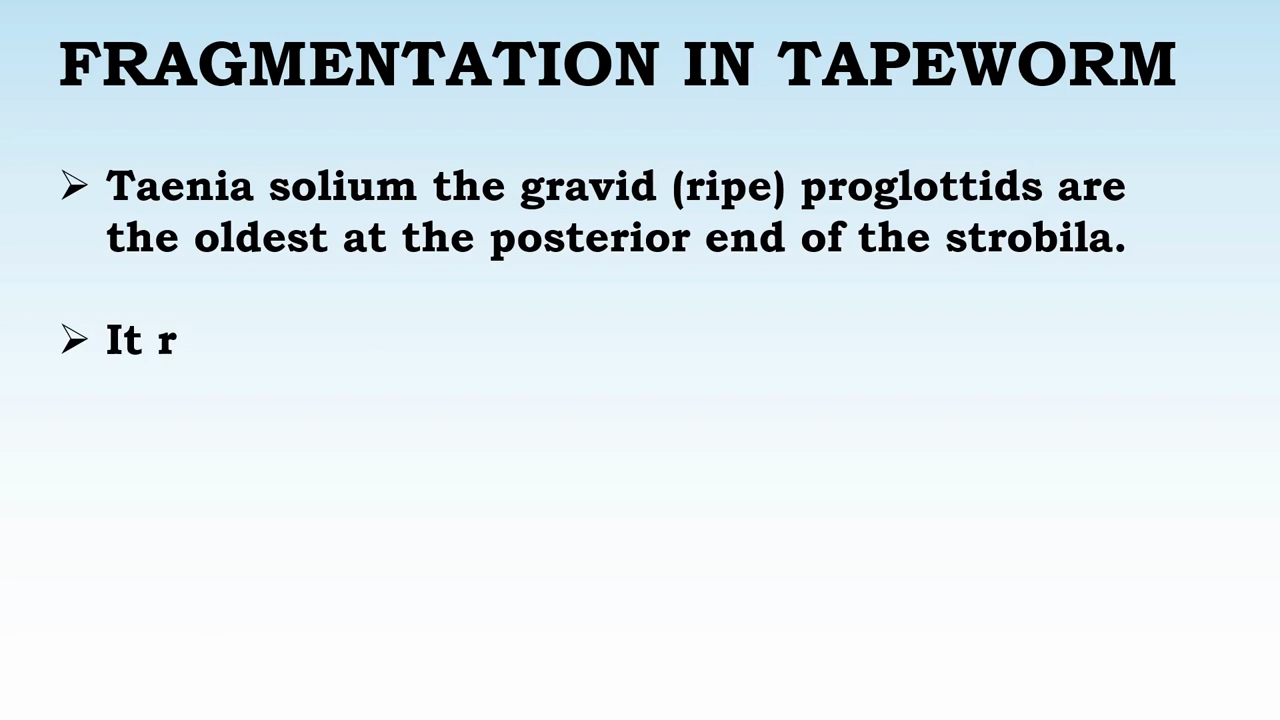 FRAGMENTATION IN TAPEWORM
➢ Taenia solium the gravid (ripe) proglottids are
the oldest at the posterior end of the strobila.
➢ It r